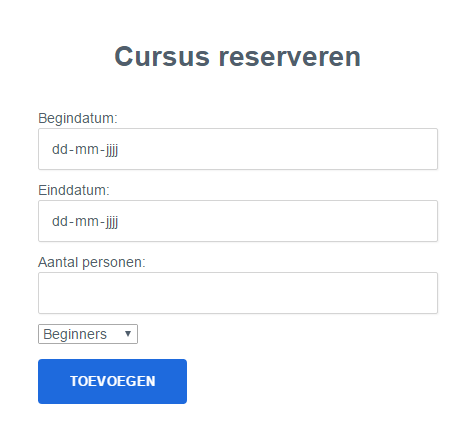 Cursus reserveren
Begindatum:
dd-mm-jjjj
Einddatum:
dd-mm-jjjj
Aantal personen:
Beginners
TOEVOEGEN